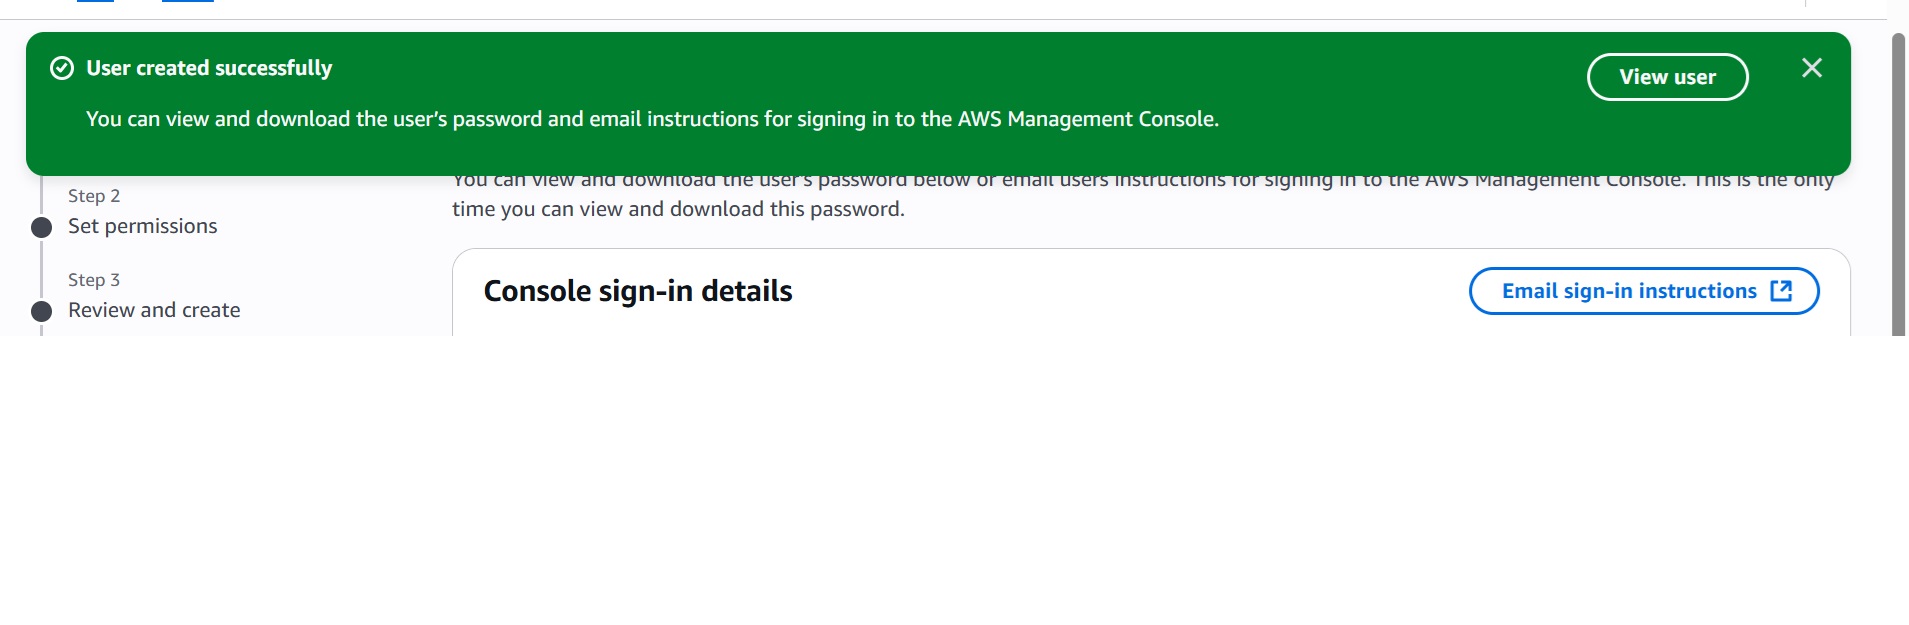 User created successfully
View user
You can view and download the user's password and email instructions for signing in to the AWS Management Console.
You can view and download the user's password below or email users instructions for signing in to the AWS Management Console. This is the only
time you can view and download this password.
Step 2
Set permissions
Step 3
Review and create
Console sign-in details
Email sign-in instructions